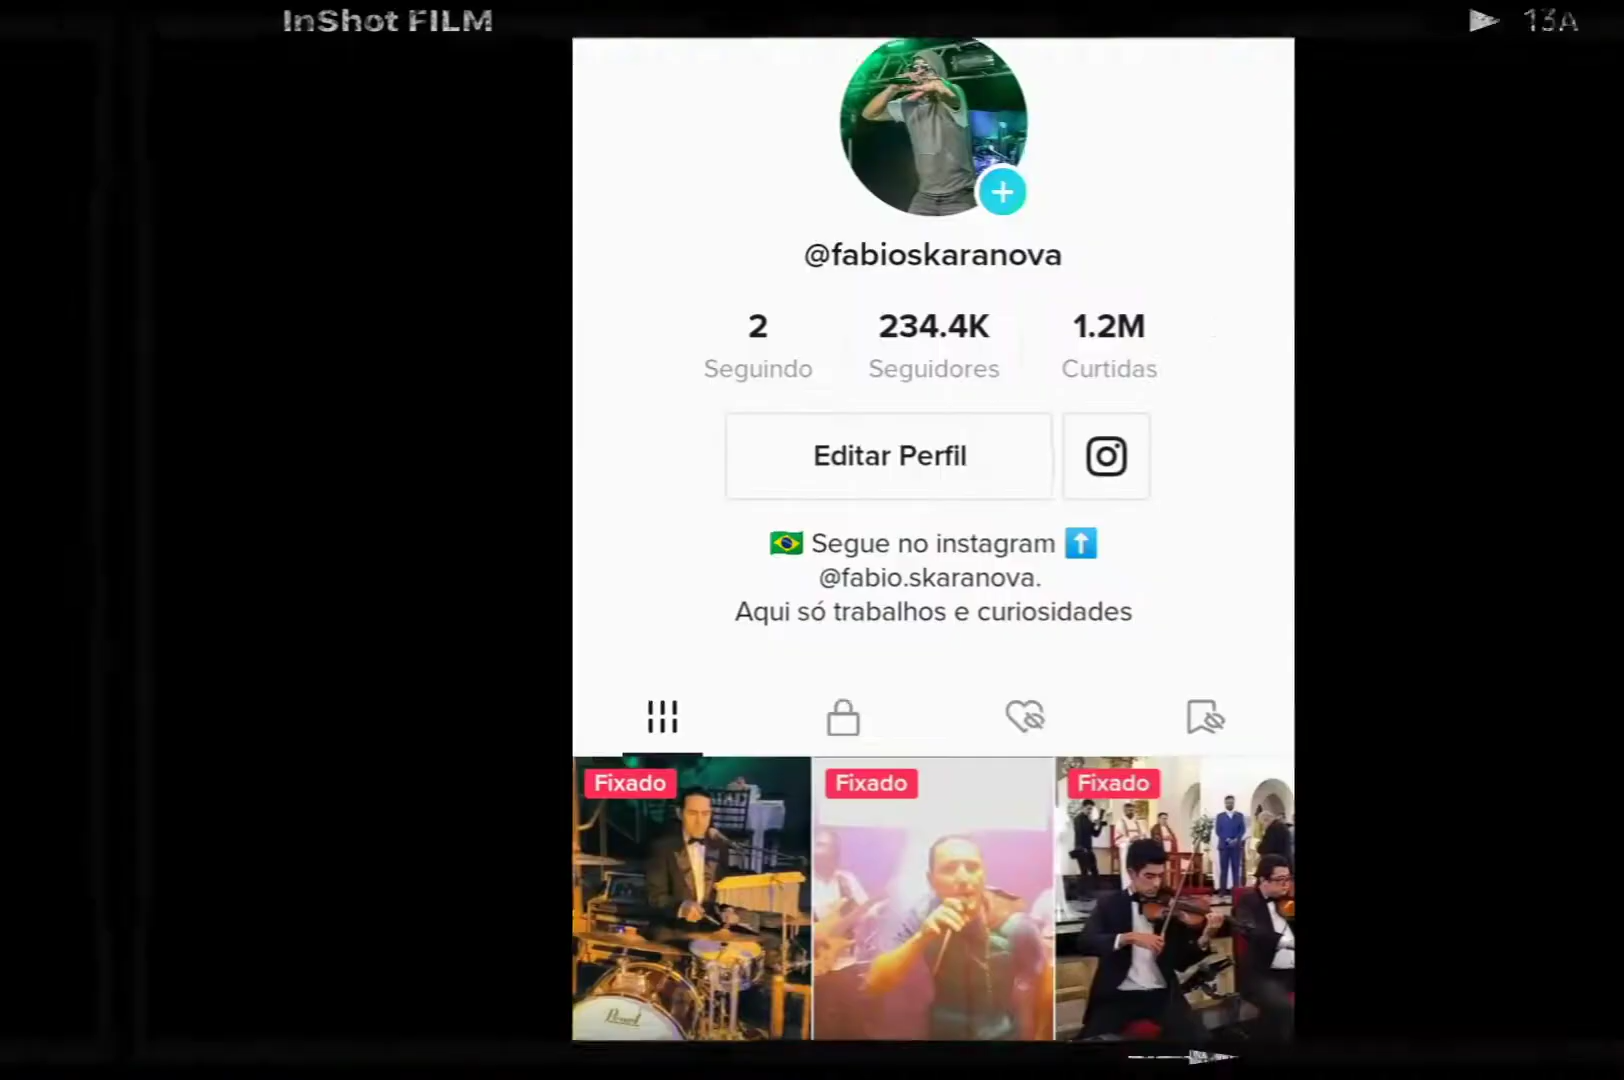 InShot FILM
13A
@fabioskaranova
2 234.4K 1.2M
Seguindo Seguidores Curtidas
Editar Perfil
🇧🇷 Segue no instagram ⬆️
@fabio.skaranova.
Aqui só trabalhos e curiosidades
Fixado Fixado Fixado
Pearl